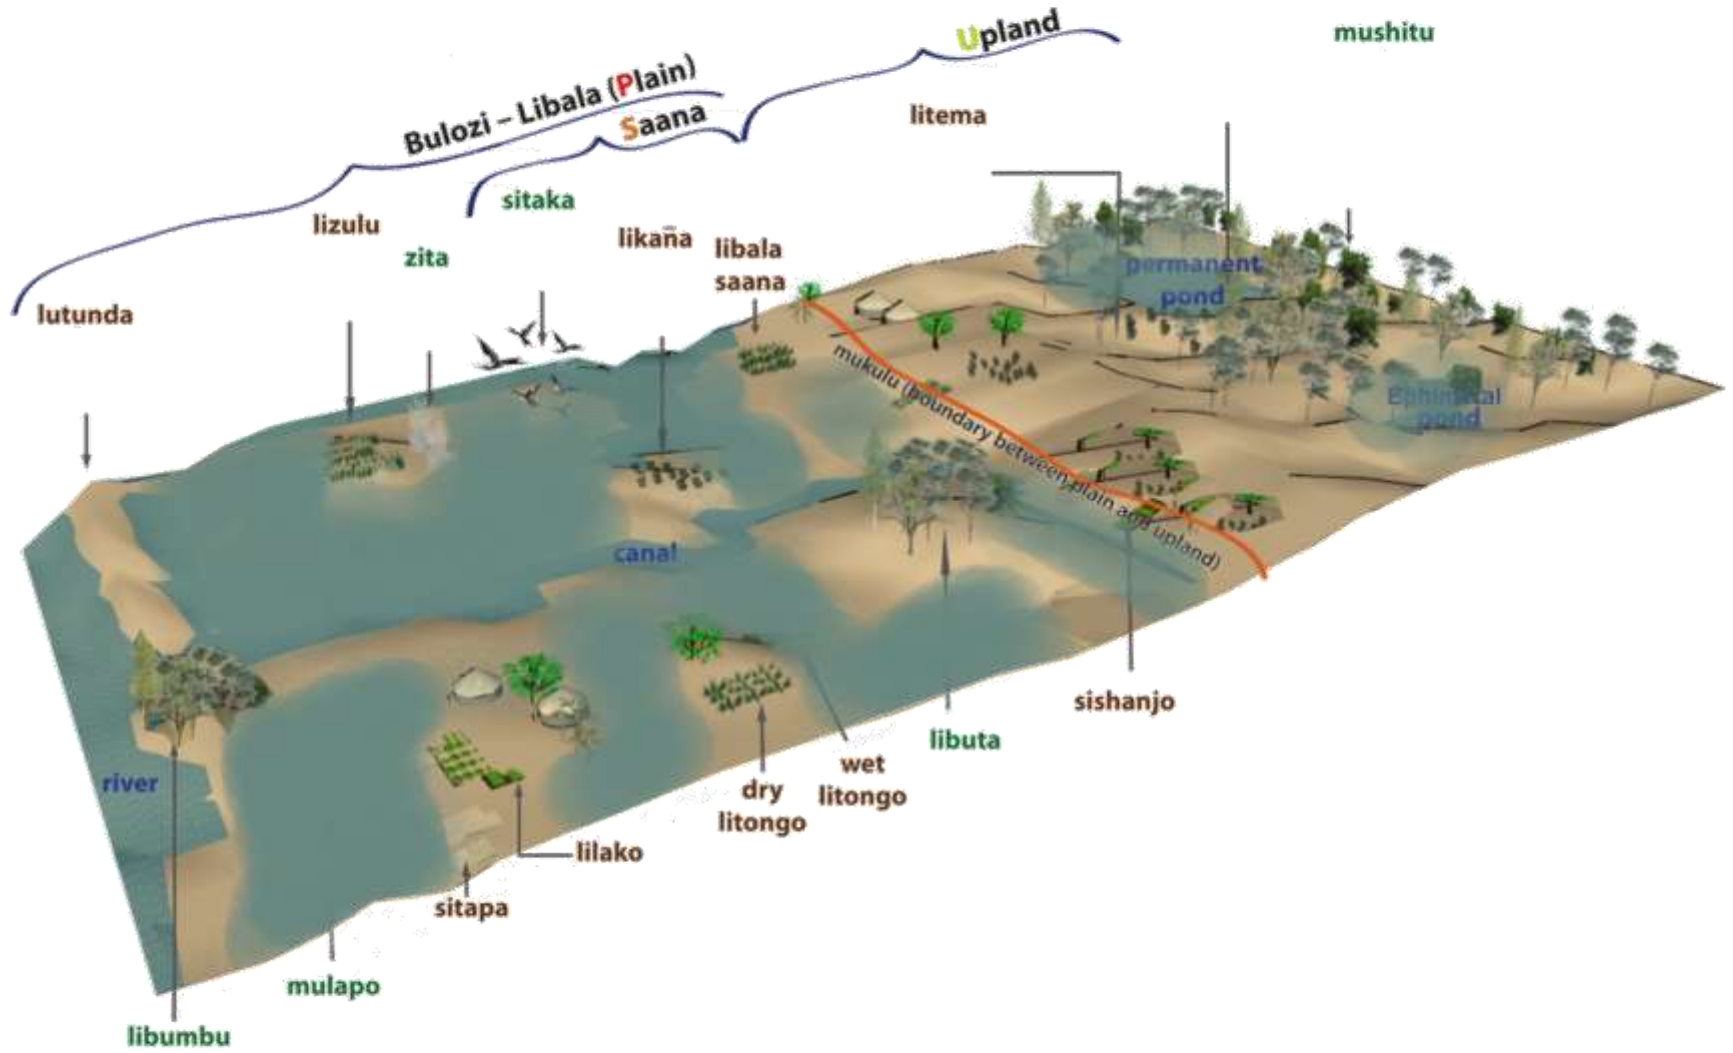 Upland
mushitu
Bulozi – Libala (Plain)
Saana
litema
sitaka
lizulu
zita
likaña
libala
saana
lutunda
permanent
pond
mukulu (boundary between plain and upland)
Ephimeral
pond
canal
river
sishanjo
libuta
wet
litongo
dry
litongo
lilako
sitapa
mulapo
libumbu